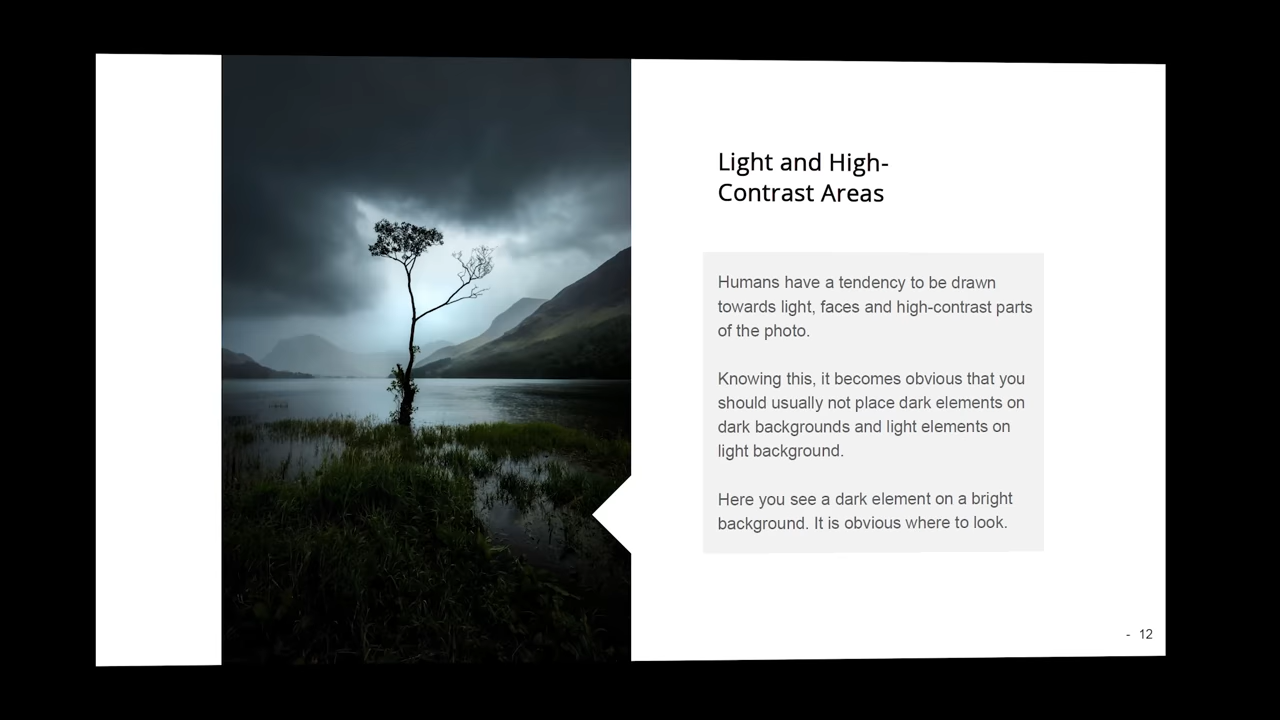 Light and High-
Contrast Areas
Humans have a tendency to be drawn
towards light, faces and high-contrast parts
of the photo.
Knowing this, it becomes obvious that you
should usually not place dark elements on
dark backgrounds and light elements on
light background.
Here you see a dark element on a bright
background. It is obvious where to look.
- 12